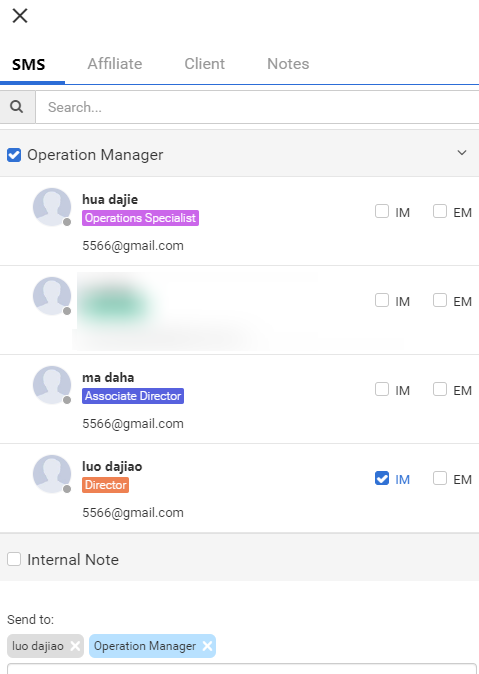 SMS Affiliate Client Notes
Search...
Operation Manager
hua dajie
Operations Specialist
IM EM
5566@gmail.com
IM EM
ma daha
Associate Director
IM EM
5566@gmail.com
luo dajiao
Director
IM EM
5566@gmail.com
Internal Note
Send to:
luo dajiao Operation Manager